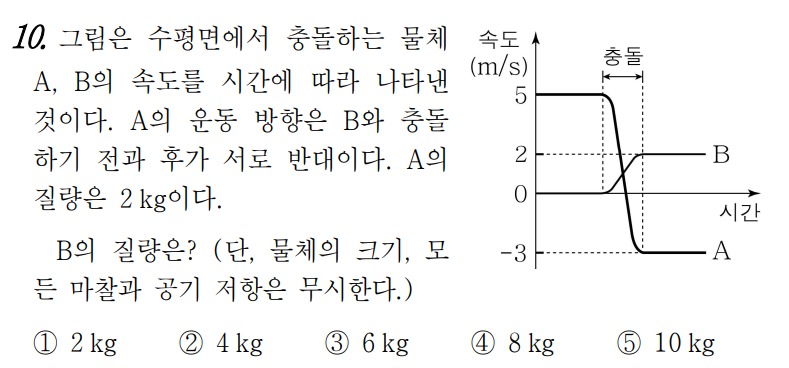 10. 그림은 수평면에서 충돌하는 물체
A, B의 속도를 시간에 따라 나타낸
것이다. A의 운동 방향은 B와 충돌
하기 전과 후가 서로 반대이다. A의
질량은 2 kg이다.
B의 질량은? (단, 물체의 크기, 모
든 마찰과 공기 저항은 무시한다.)
속도
(m/s)
충돌
5
2
B
0
시간
-3
A
① 2 kg ② 4 kg ③ 6 kg ④ 8 kg ⑤ 10 kg